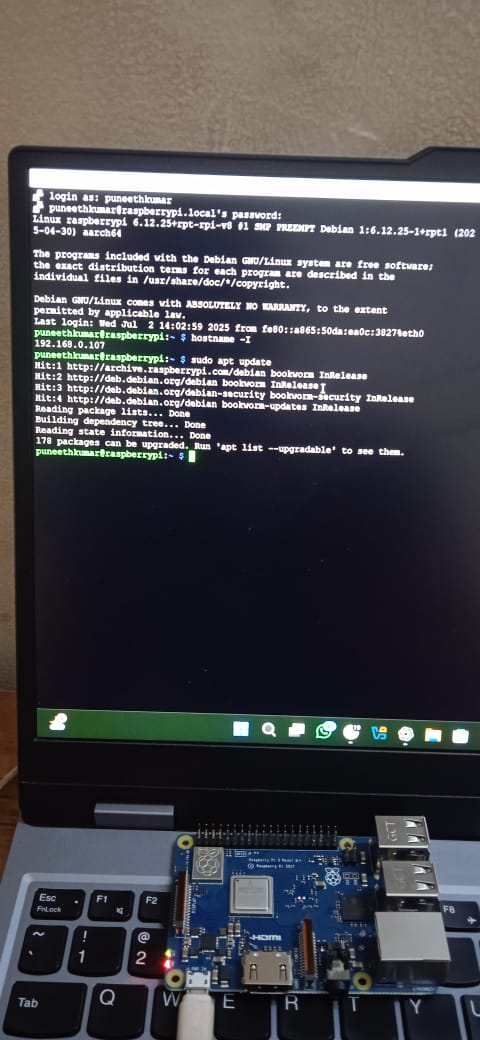 login as: puneethkumar
puneethkumar@raspberrypi.local's password:
Linux raspberrypi 6.12.25+rpt-rpi-v8 #1 SMP PREEMPT Debian 1:6.12.25-1+rpt1 (202
5-04-30) aarch64
The programs included with the Debian GNU/Linux system are free software;
the exact distribution terms for each program are described in the
individual files in /usr/share/doc/*/copyright.
Debian GNU/Linux comes with ABSOLUTELY NO WARRANTY, to the extent
permitted by applicable law.
Last login: Wed Jul  2 14:02:59 2025 from fe80::a865:50da:ea0c:3827%eth0
puneethkumar@raspberrypi:~ $ hostname -I
192.168.0.107
puneethkumar@raspberrypi:~ $ sudo apt update
Hit:1 http://archive.raspberrypi.com/debian bookworm InRelease
Hit:2 http://deb.debian.org/debian bookworm InRelease
Hit:3 http://deb.debian.org/debian-security bookworm-security InRelease
Hit:4 http://deb.debian.org/debian bookworm-updates InRelease
Reading package lists... Done
Building dependency tree... Done
Reading state information... Done
178 packages can be upgraded. Run 'apt list --upgradable' to see them.
puneethkumar@raspberrypi:~ $
GCT
Raspberry Pi 3 Model B+
© Raspberry Pi 2017
HDMI
Esc
FnLock
F1
F2
F8
~
`
!
1
@
2
Tab
Q
W
E
R
T
Y
U